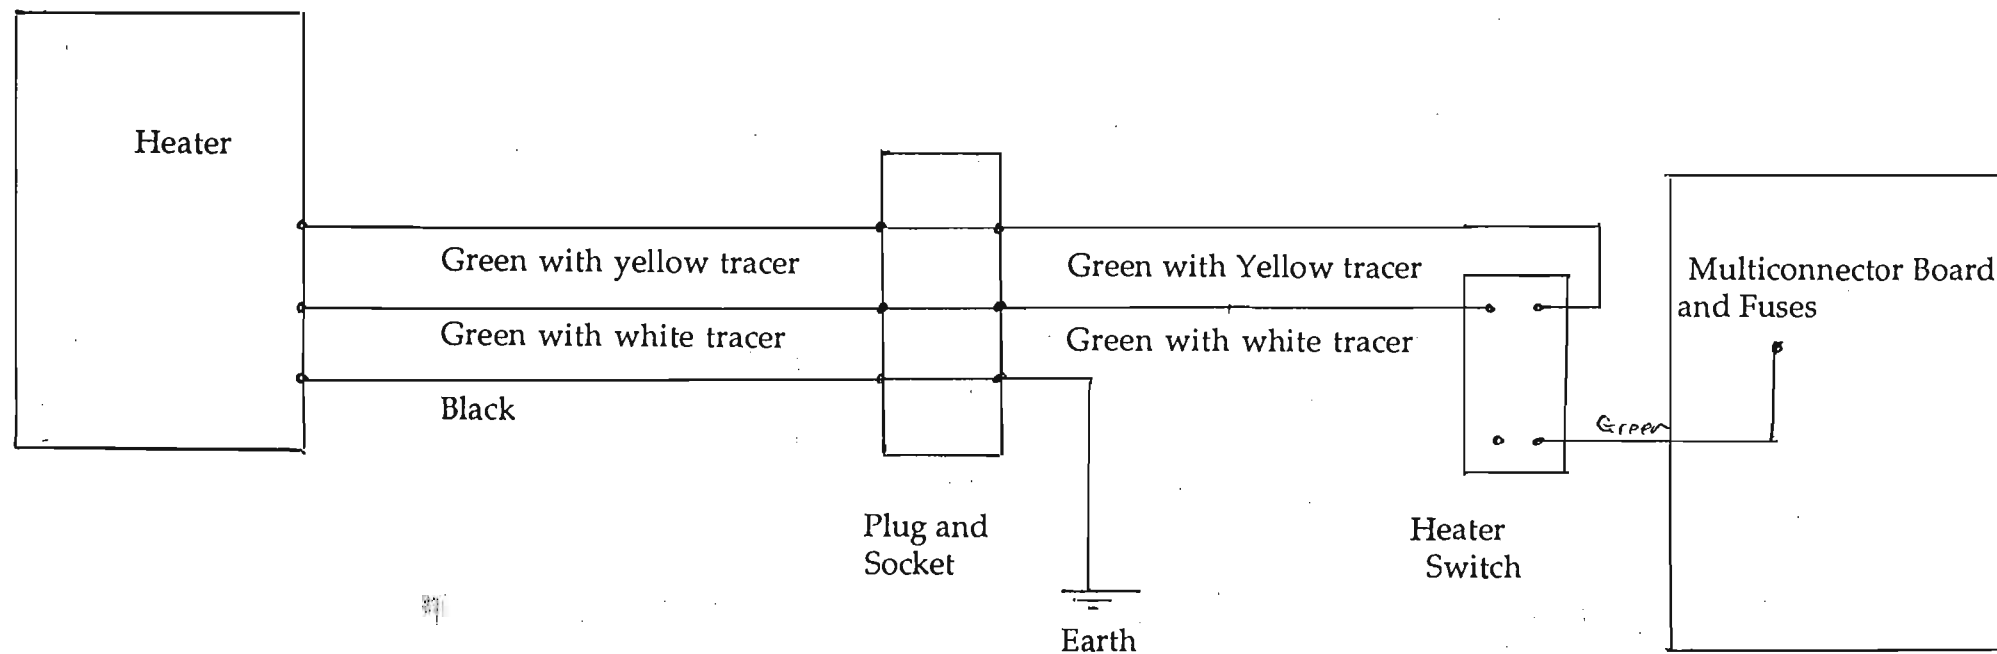 Heater
Green with yellow tracer
Green with Yellow tracer
Multiconnector Board
and Fuses
Green with white tracer
Green with white tracer
Black
Green
Plug and
Socket
Heater
Switch
Earth